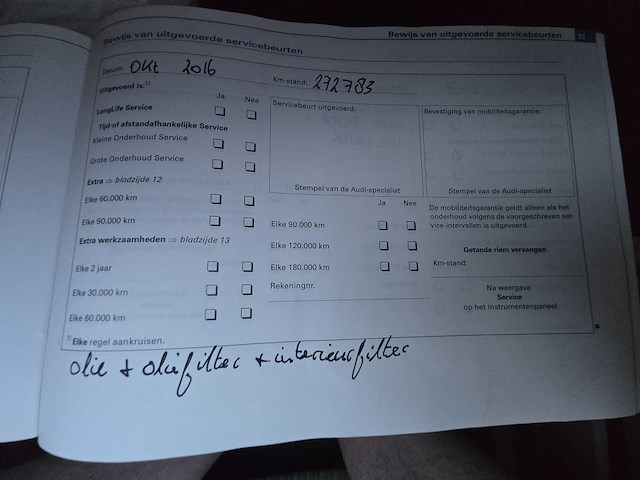 Bewijs van uitgevoerde servicebeurten
Bewijs van uitgevoerde servicebeurten 23
Datum: Okt 2016
Km-stand: 272783
Uitgevoerd is:¹⁾
Ja Nee
LongLife Service
Tijd-of afstandafhankelijke Service
Kleine Onderhoud Service
Grote Onderhoud Service
Extra ⇒ bladzijde 12
Elke 60.000 km
Elke 90.000 km
Extra werkzaamheden ⇒ bladzijde 13
Elke 2 jaar
Elke 30.000 km
Elke 60.000 km
Servicebeurt uitgevoerd:
Stempel van de Audi-specialist
Ja Nee
Elke 90.000 km
Elke 120.000 km
Elke 180.000 km
Rekeningnr.
Bevestiging van mobiliteitsgarantie:
Stempel van de Audi-specialist
De mobiliteitsgarantie geldt alleen als het
onderhoud volgens de voorgeschreven ser-
vice-intervallen is uitgevoerd.
Getande riem vervangen
Km-stand:
Na weergave
Service
op het instrumentenpaneel
¹⁾ Elke regel aankruisen.
olie + oliefilter + interieurfilter